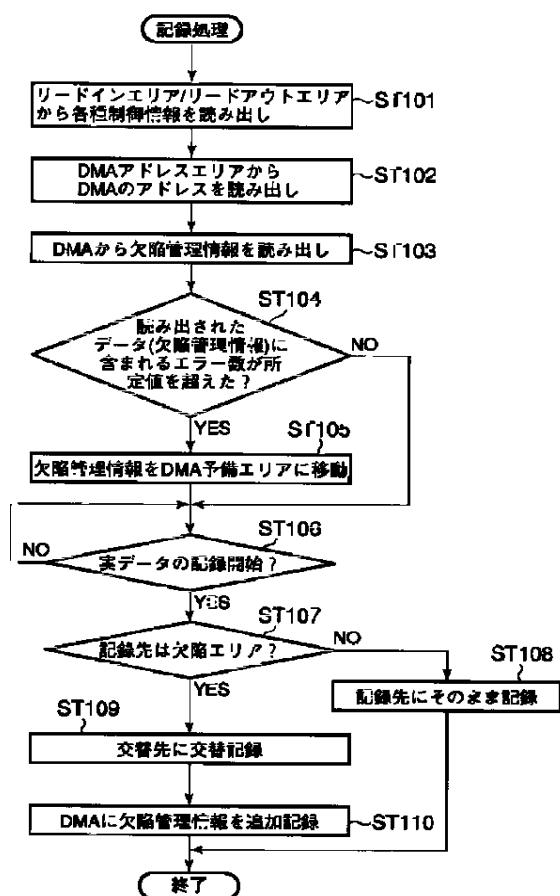 記録処理
リードインエリア/リードアウトエリア
から各種制御情報を読み出し
ST101
DMAアドレスエリアから
DMAのアドレスを読み出し
ST102
DMAから欠陥管理情報を読み出し
ST103
ST104
読み出された
データ(欠陥管理情報)に
含まれるエラー数が所
定値を超えた?
NO
YES
ST105
欠陥管理情報をDMA予備エリアに移動
ST106
NO
実データの記録開始?
YES
ST107
記録先は欠陥エリア?
NO
YES
ST108
記録先にそのまま記録
ST109
交替先に交替記録
DMAに欠陥管理情報を追加記録
ST110
終了